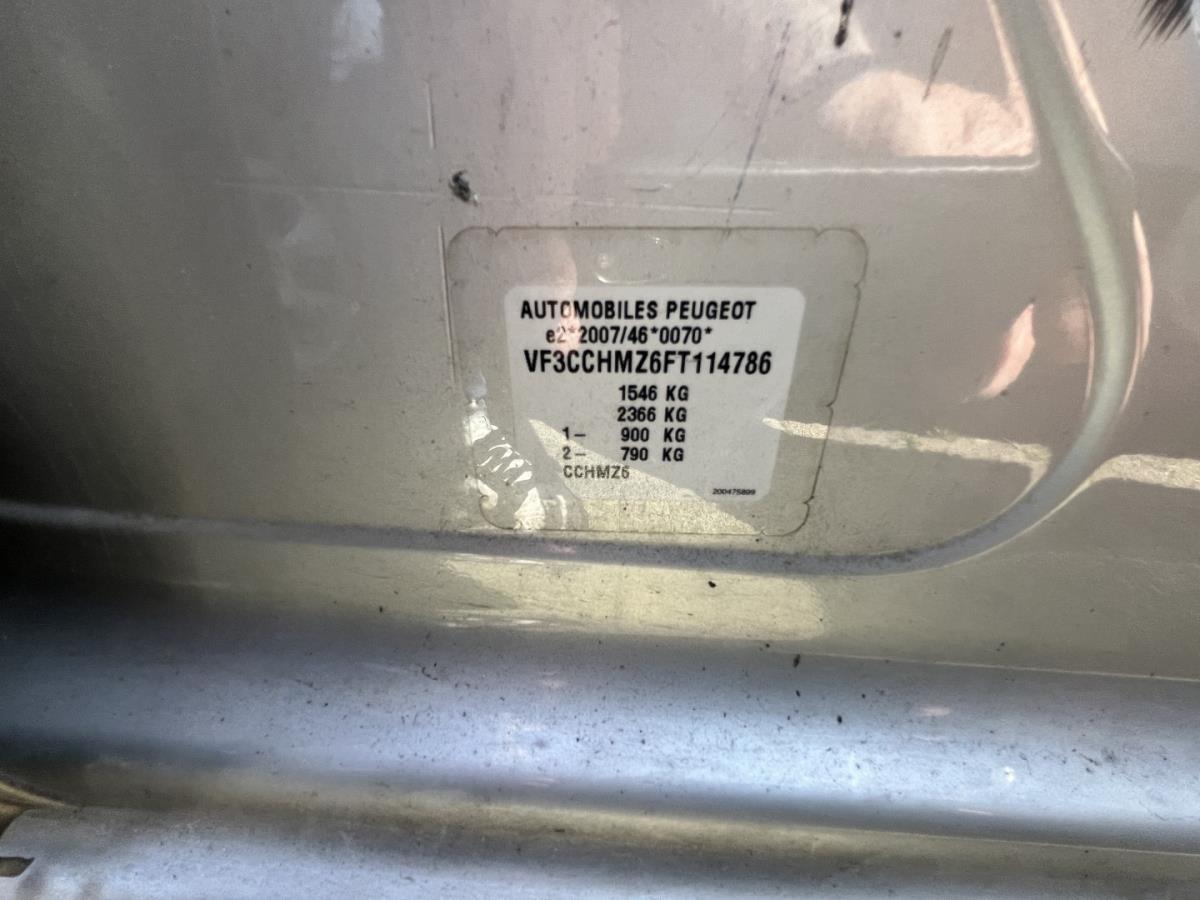 AUTOMOBILES PEUGEOT
e2*2007/46*0070*
VF3CCHMZ6FT114786
1546 KG
2366 KG
1- 900 KG
2- 790 KG
CCHMZ6
200475899